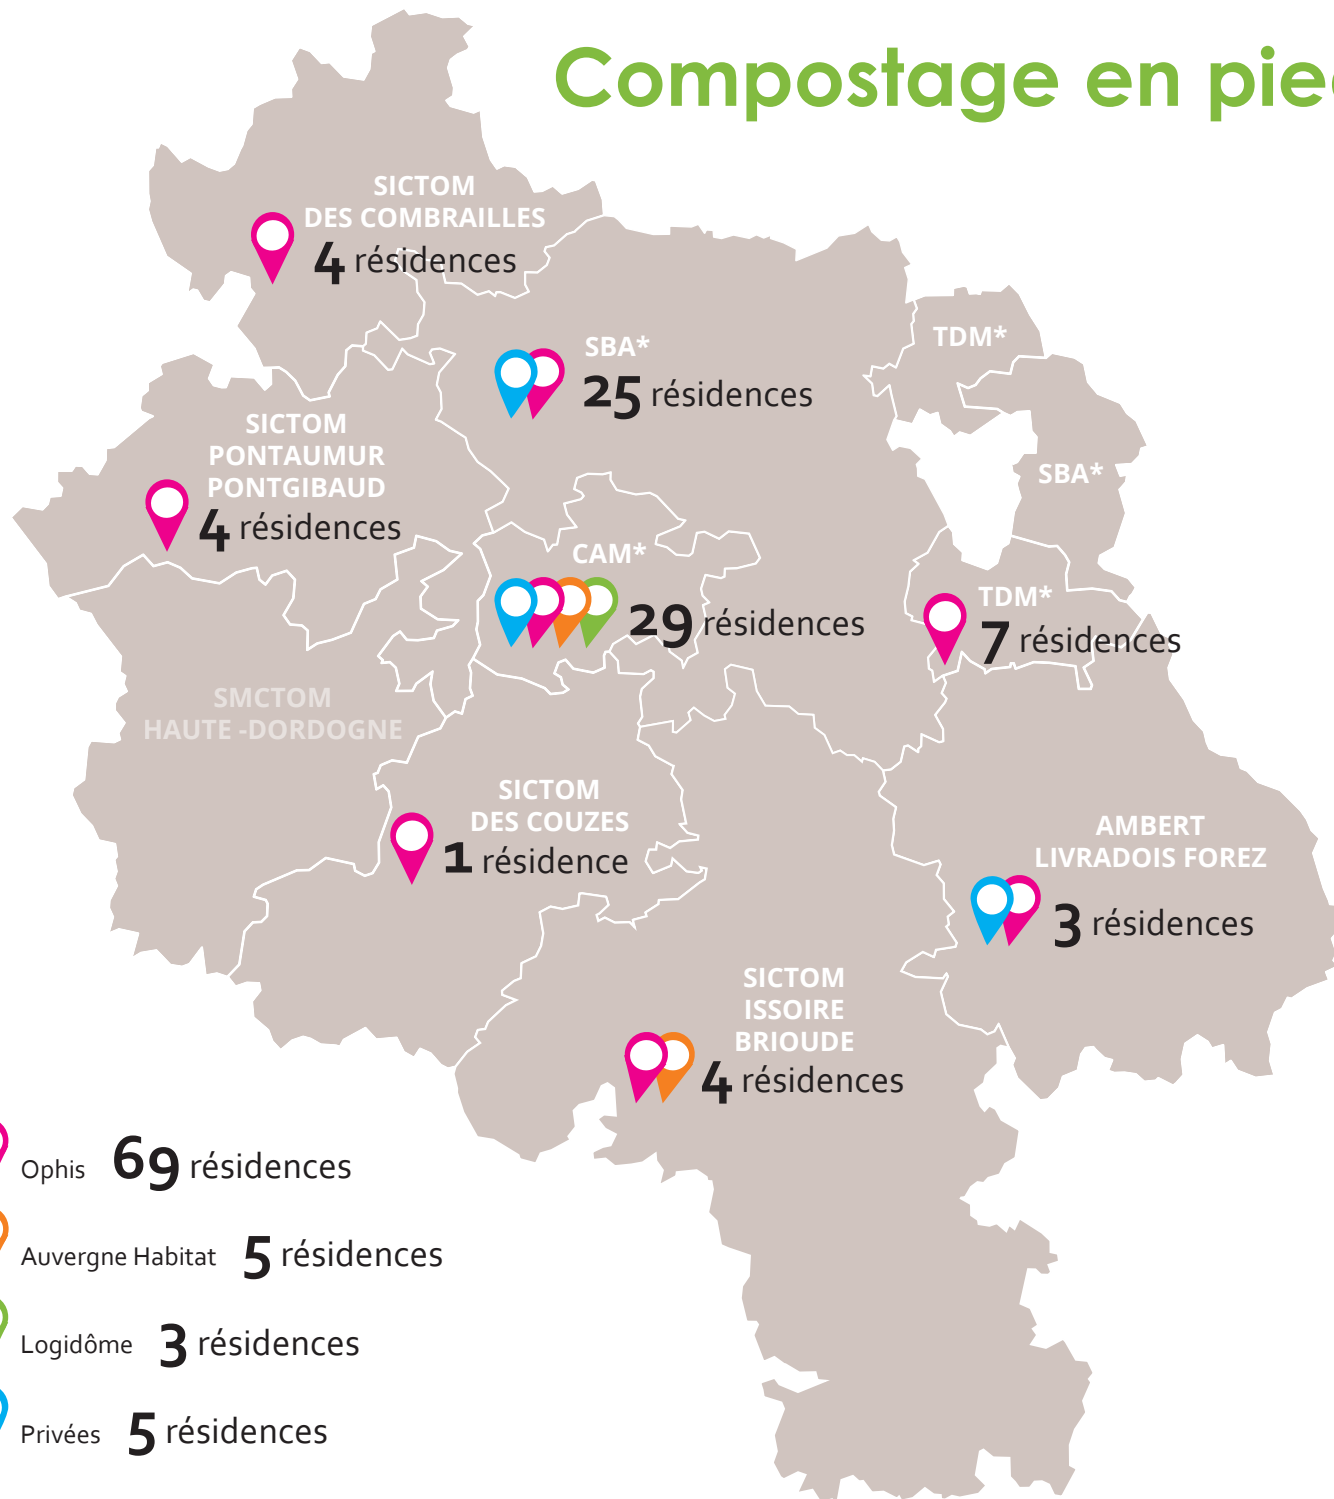 Compostage en pied
SICTOM
DES COMBRAILLES
4 résidences
SBA*
25 résidences
TDM*
SBA*
SICTOM
PONTAUMUR
PONTGIBAUD
4 résidences
CAM*
29 résidences
TDM*
7 résidences
SMCTOM
HAUTE -DORDOGNE
SICTOM
DES COUZES
1 résidence
AMBERT
LIVRADOIS FOREZ
3 résidences
SICTOM
ISSOIRE
BRIOUDE
4 résidences
Ophis 69 résidences
Auvergne Habitat 5 résidences
Logidôme 3 résidences
Privées 5 résidences